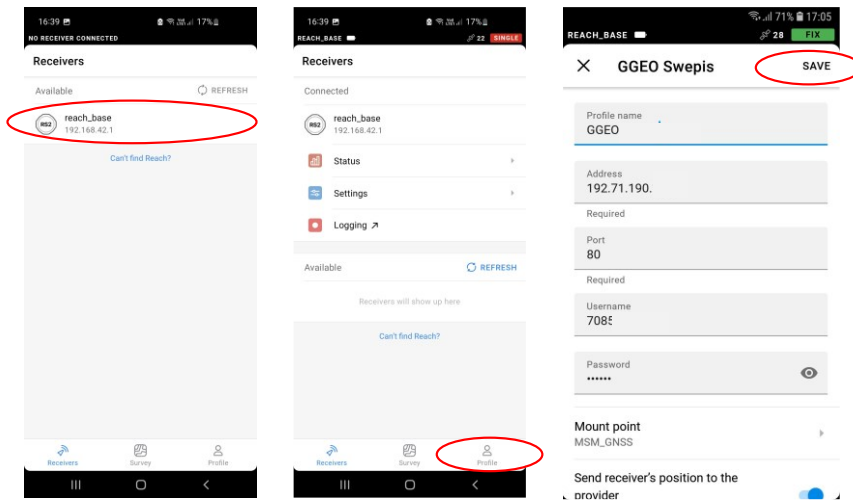 16:39
17%
NO RECEIVER CONNECTED
Receivers
Available
REFRESH
RS2
reach_base
192.168.42.1
Can't find Reach?
Receivers
Survey
Profile
16:39
17%
REACH_BASE
22
SINGLE
Receivers
Connected
RS2
reach_base
192.168.42.1
Status
Settings
Logging
Available
REFRESH
Receivers will show up here
Can't find Reach?
Receivers
Survey
Profile
71%
17:05
REACH_BASE
28
FIX
GGEO Swepis
SAVE
Profile name
GGEO
Address
192.71.190.
Required
Port
80
Required
Username
7085
Password
••••••
Mount point
MSM_GNSS
Send receiver's position to the
provider